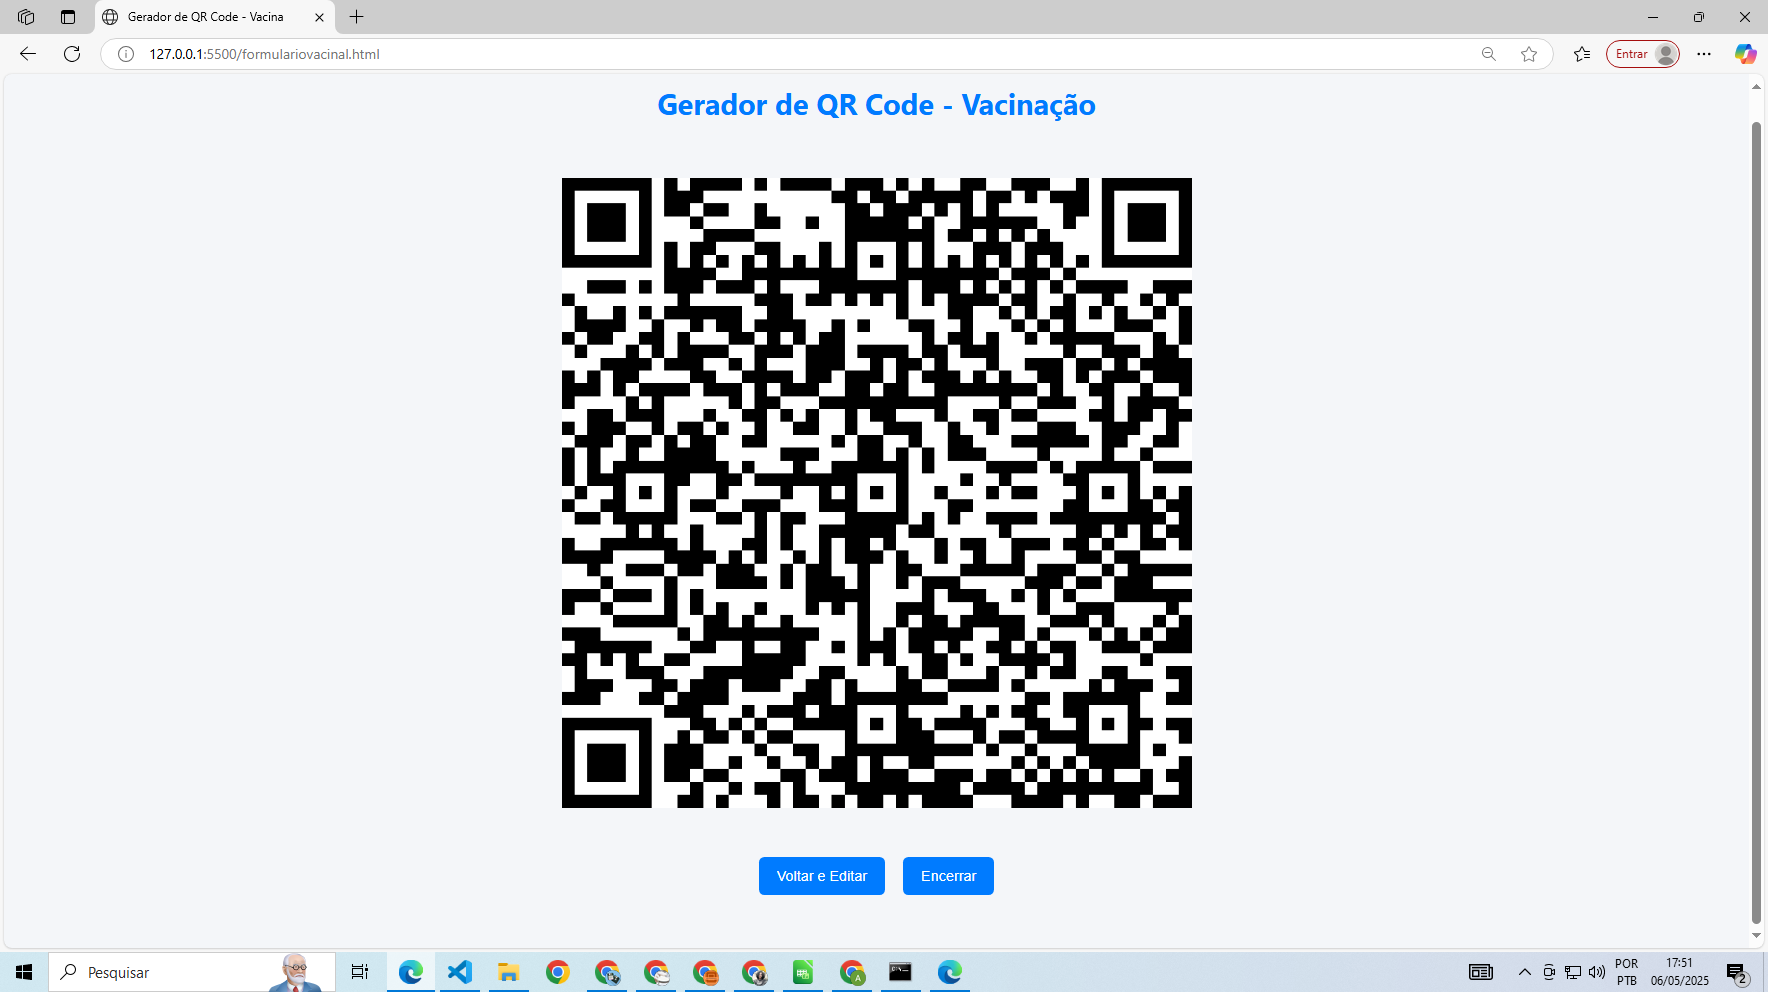 Gerador de QR Code - Vacina
127.0.0.1:5500/formulariovacinal.html
Entrar
Gerador de QR Code - Vacinação
Voltar e Editar
Encerrar
Pesquisar
A
POR
PTB
17:51
06/05/2025
2